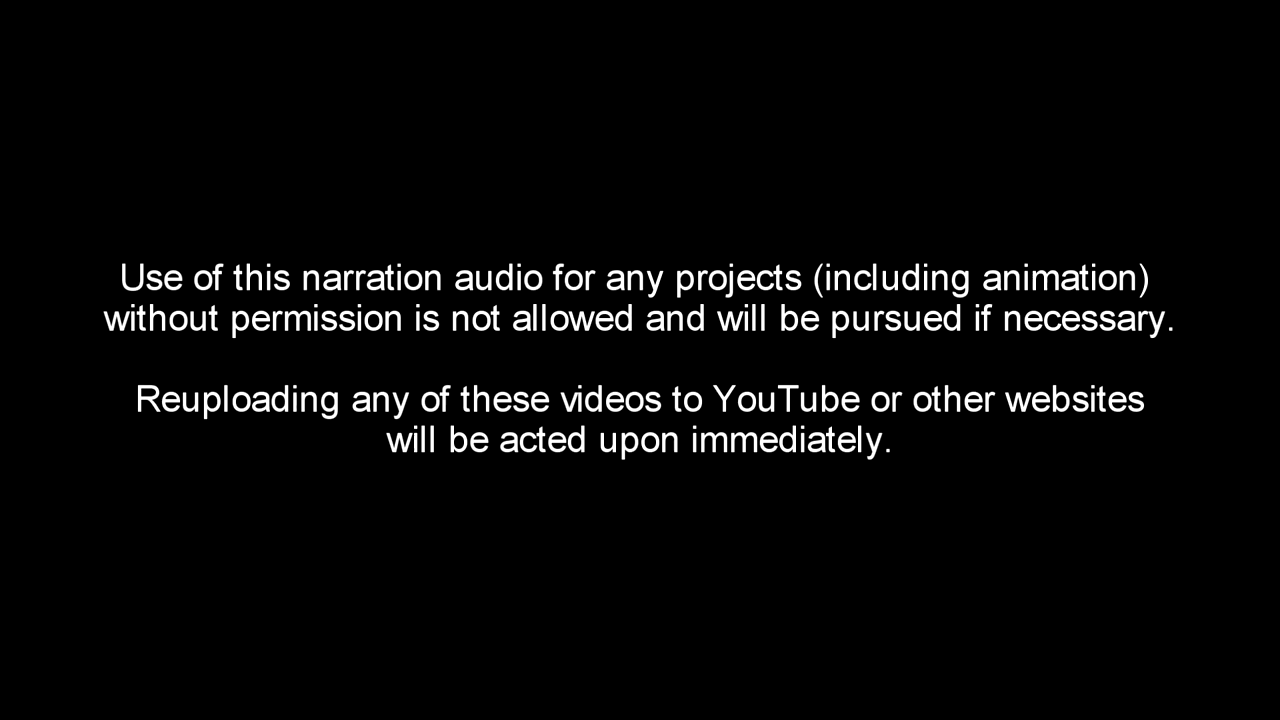 Use of this narration audio for any projects (including animation)
without permission is not allowed and will be pursued if necessary.
Reuploading any of these videos to YouTube or other websites
will be acted upon immediately.